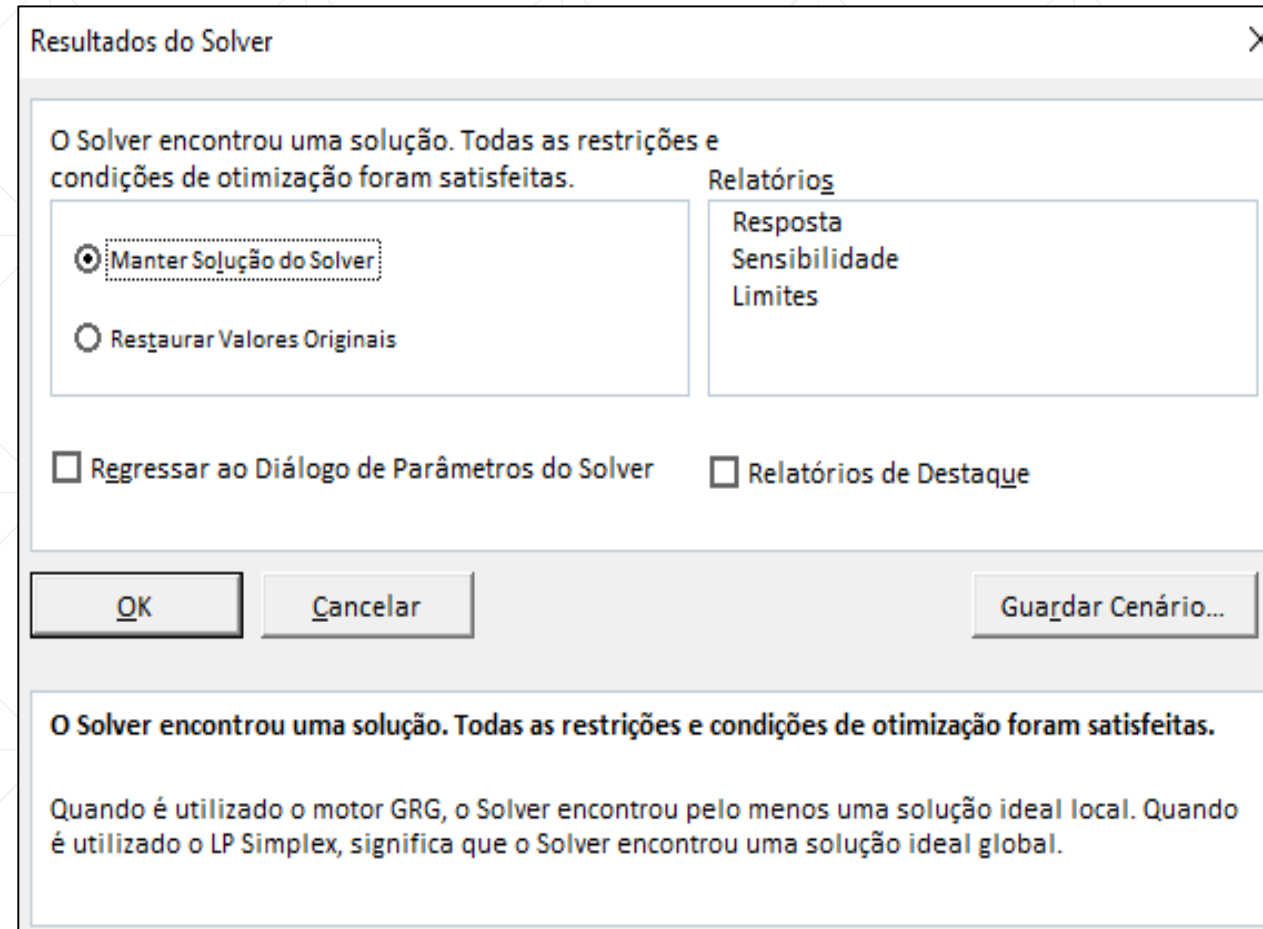 Resultados do Solver
O Solver encontrou uma solução. Todas as restrições e
condições de otimização foram satisfeitas.
Relatórios
Manter Solução do Solver
Restaurar Valores Originais
Resposta
Sensibilidade
Limites
Regressar ao Diálogo de Parâmetros do Solver
Relatórios de Destaque
OK
Cancelar
Guardar Cenário...
O Solver encontrou uma solução. Todas as restrições e condições de otimização foram satisfeitas.
Quando é utilizado o motor GRG, o Solver encontrou pelo menos uma solução ideal local. Quando
é utilizado o LP Simplex, significa que o Solver encontrou uma solução ideal global.